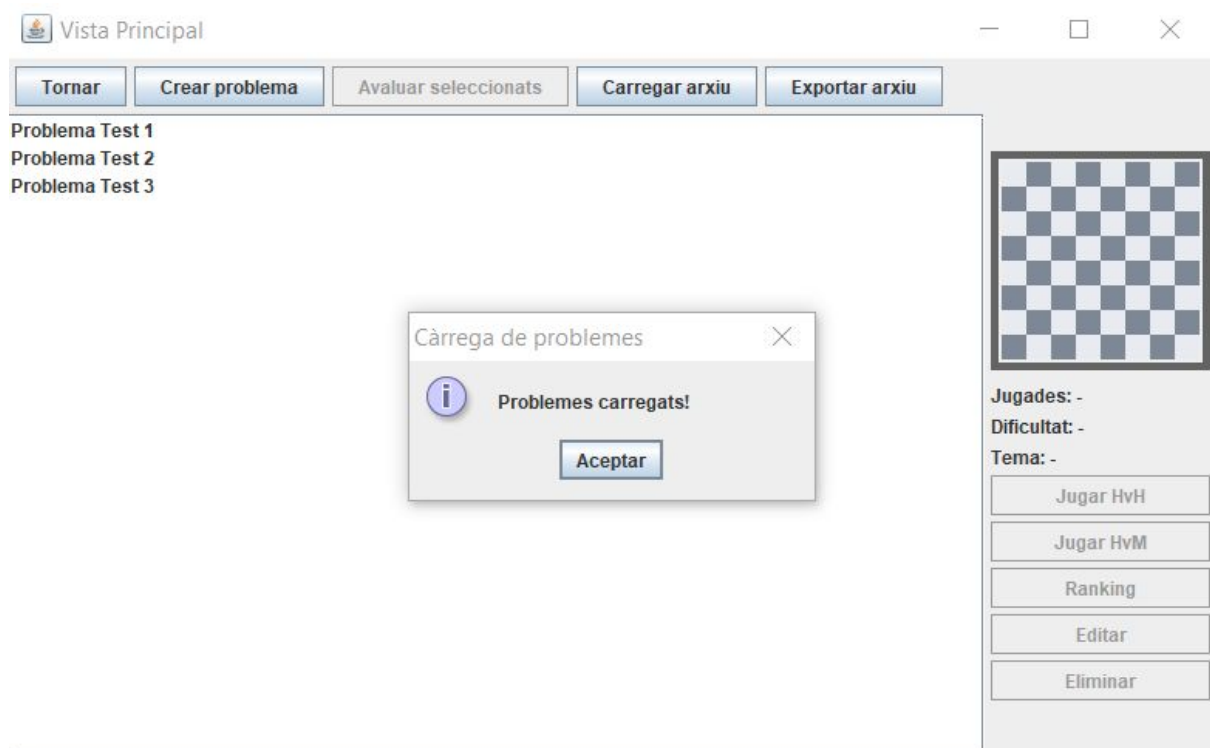 Vista Principal
Tornar Crear problema Avaluar seleccionats Carregar arxiu Exportar arxiu
Problema Test 1
Problema Test 2
Problema Test 3
Càrrega de problemes
i
Problemes carregats!
Aceptar
Jugades: -
Dificultat: -
Tema: -
Jugar HvH
Jugar HvM
Ranking
Editar
Eliminar